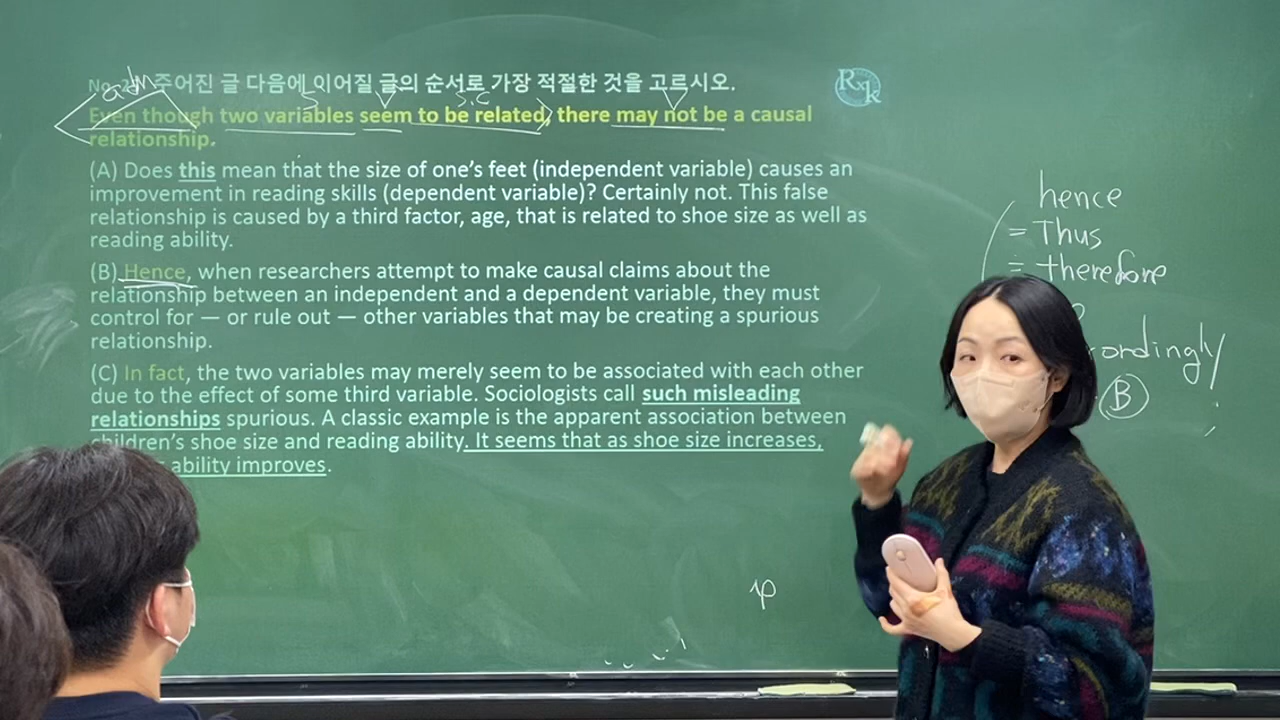 No. 주어진 글 다음에 이어질 글의 순서로 가장 적절한 것을 고르시오.
Even though two variables seem to be related, there may not be a causal
relationship.
(A) Does this mean that the size of one's feet (independent variable) causes an
improvement in reading skills (dependent variable)? Certainly not. This false
relationship is caused by a third factor, age, that is related to shoe size as well as
reading ability.
(B) Hence, when researchers attempt to make causal claims about the
relationship between an independent and a dependent variable, they must
control for — or rule out — other variables that may be creating a spurious
relationship.
(C) In fact, the two variables may merely seem to be associated with each other
due to the effect of some third variable. Sociologists call such misleading
relationships spurious. A classic example is the apparent association between
children's shoe size and reading ability. It seems that as shoe size increases,
ability improves.
adv
S
V
S.C
V
RxK
hence
= Thus
= therefore
ordingly
B